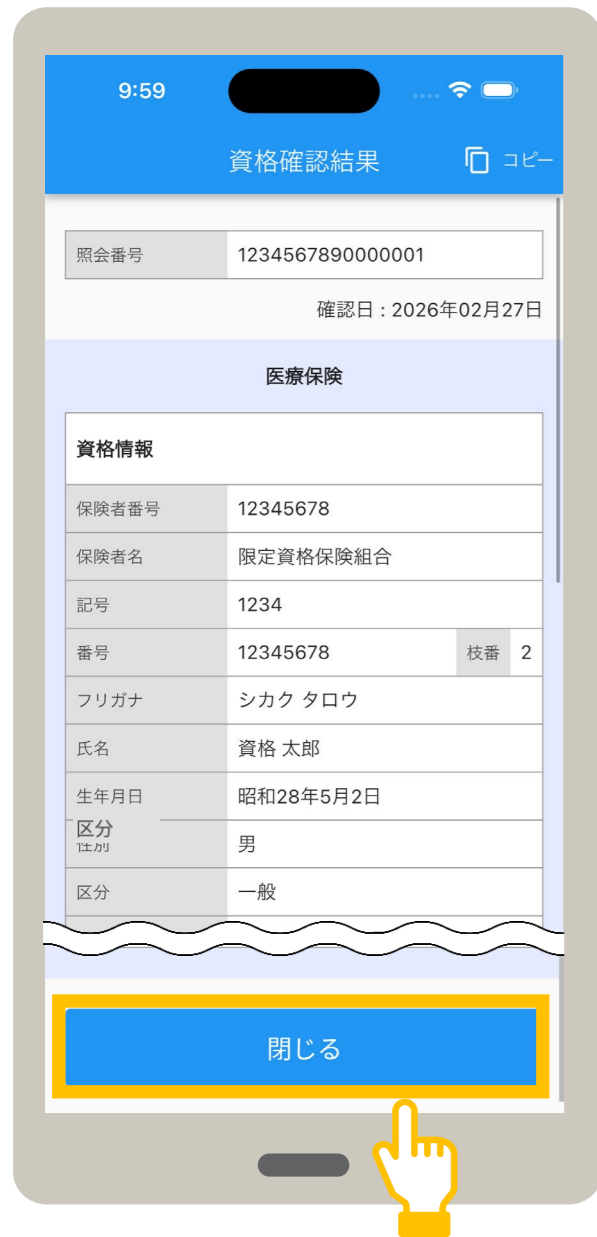 9:59
資格確認結果 コピー
照会番号 1234567890000001
確認日：2026年02月27日
医療保険
資格情報
保険者番号 12345678
保険者名 限定資格保険組合
記号 1234
番号 12345678 枝番 2
フリガナ シカク タロウ
氏名 資格 太郎
生年月日 昭和28年5月2日
区分
性別 男
区分 一般
閉じる